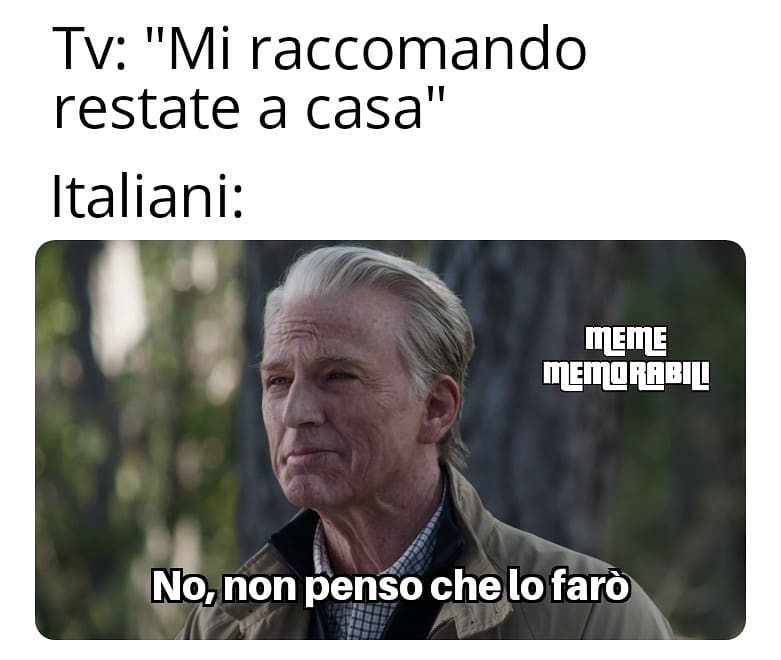 Tv: "Mi raccomando
restate a casa"
Italiani:
MEME
MEMORABILI
No, non penso che lo farò